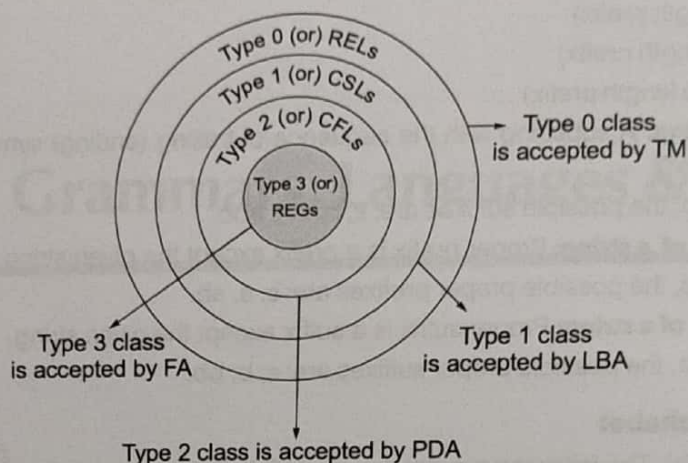 Type 0 (or) RELs
Type 1 (or) CSLs
Type 2 (or) CFLs
Type 3 (or)
REGs
Type 0 class
is accepted by TM
Type 1 class
is accepted by LBA
Type 3 class
is accepted by FA
Type 2 class is accepted by PDA